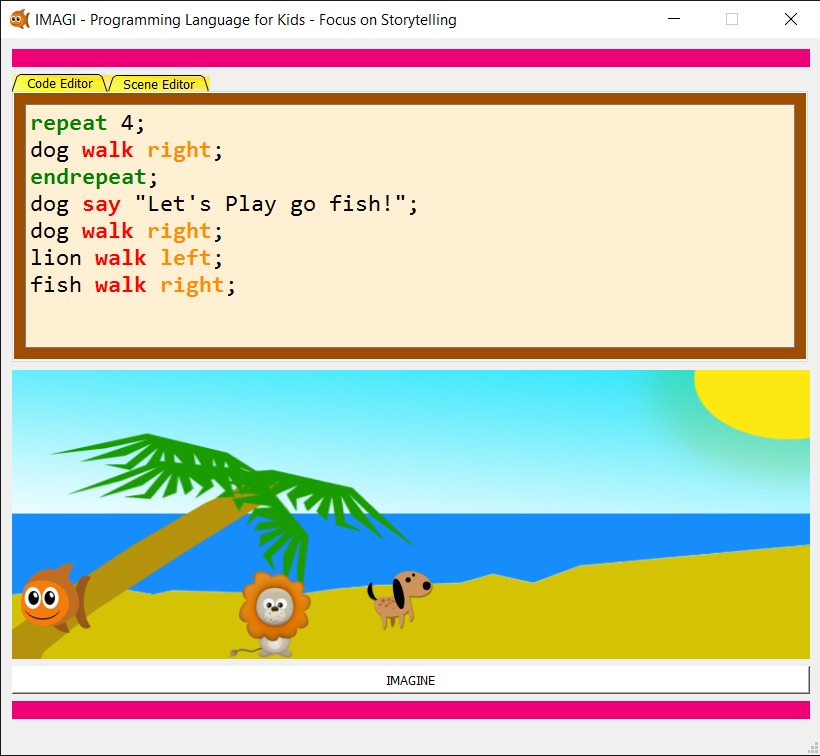 IMAGI - Programming Language for Kids - Focus on Storytelling
Code Editor Scene Editor
repeat 4;
dog walk right;
endrepeat;
dog say "Let's Play go fish!";
dog walk right;
lion walk left;
fish walk right;
IMAGINE